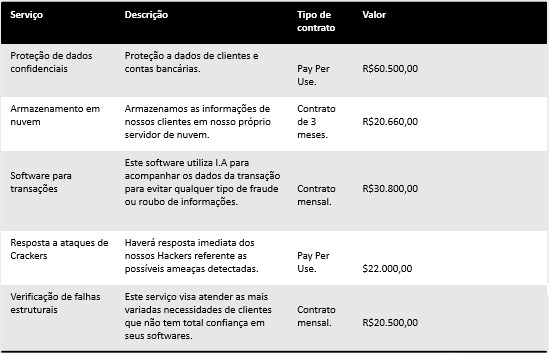 Serviço Descrição Tipo de contrato Valor
Proteção de dados confidenciais
Proteção a dados de clientes e contas bancárias.
Pay Per Use.
R$60.500,00
Armazenamento em nuvem
Armazenamos as informações de nossos clientes em nosso próprio servidor de nuvem.
Contrato de 3 meses.
R$20.660,00
Software para transações
Este software utiliza I.A para acompanhar os dados da transação para evitar qualquer tipo de fraude ou roubo de informações.
Contrato mensal.
R$30.800,00
Resposta a ataques de Crackers
Haverá resposta imediata dos nossos Hackers referente as possíveis ameaças detectadas.
Pay Per Use.
$22.000,00
Verificação de falhas estruturais
Este serviço visa atender as mais variadas necessidades de clientes que não tem total confiança em seus softwares.
Contrato mensal.
R$20.500,00